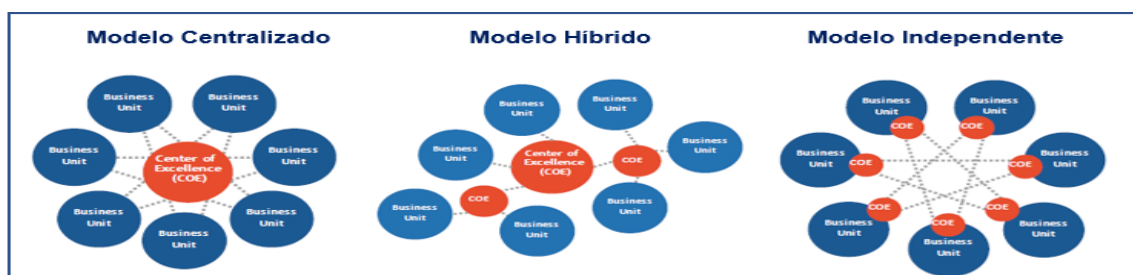 Modelo Centralizado
Business
Unit
Business
Unit
Business
Unit
Center of
Excellence
(COE)
Business
Unit
Business
Unit
Business
Unit
Business
Unit
Modelo Híbrido
Business
Unit
Business
Unit
Business
Unit
Business
Unit
Center of
Excellence
(COE)
COE
COE
Business
Unit
Business
Unit
Business
Unit
Modelo Independente
Business
Unit
COE
Business
Unit
COE
Business
Unit
COE
Business
Unit
COE
Business
Unit
COE
Business
Unit
COE
Business
Unit
COE